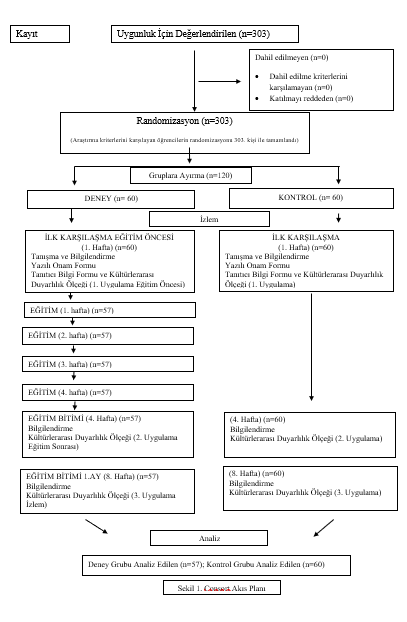 Kayıt
Uygunluk İçin Değerlendirilen (n=303)
Dahil edilmeyen (n=0)
• Dahil edilme kriterlerini
karşılamayan (n=0)
• Katılmayı reddeden (n=0)
Randomizasyon (n=303)
(Araştırma kriterlerini karşılayan öğrencilerin randomizasyonu 303. kişi ile tamamlandı)
Gruplara Ayırma (n=120)
DENEY (n= 60)
KONTROL (n= 60)
İzlem
İLK KARŞILAŞMA EĞİTİM ÖNCESİ
(1. Hafta) (n=60)
Tanışma ve Bilgilendirme
Yazılı Onam Formu
Tanıtıcı Bilgi Formu ve Kültürlerarası
Duyarlılık Ölçeği (1. Uygulama Eğitim Öncesi)
İLK KARŞILAŞMA
(1. Hafta) (n=60)
Tanışma ve Bilgilendirme
Yazılı Onam Formu
Tanıtıcı Bilgi Formu ve Kültürlerarası Duyarlılık
Ölçeği (1. Uygulama)
EĞİTİM (1. hafta) (n=57)
EĞİTİM (2. hafta) (n=57)
EĞİTİM (3. hafta) (n=57)
EĞİTİM (4. hafta) (n=57)
EĞİTİM BİTİMİ (4. Hafta) (n=57)
Bilgilendirme
Kültürlerarası Duyarlılık Ölçeği (2. Uygulama
Eğitim Sonrası)
(4. Hafta) (n=60)
Bilgilendirme
Kültürlerarası Duyarlılık Ölçeği (2. Uygulama)
EĞİTİM BİTİMİ 1.AY (8. Hafta) (n=57)
Bilgilendirme
Kültürlerarası Duyarlılık Ölçeği (3. Uygulama
İzlem)
(8. Hafta) (n=60)
Bilgilendirme
Kültürlerarası Duyarlılık Ölçeği (3. Uygulama)
Analiz
Deney Grubu Analiz Edilen (n=57); Kontrol Grubu Analiz Edilen (n=60)
Şekil 1. Consort Akış Planı